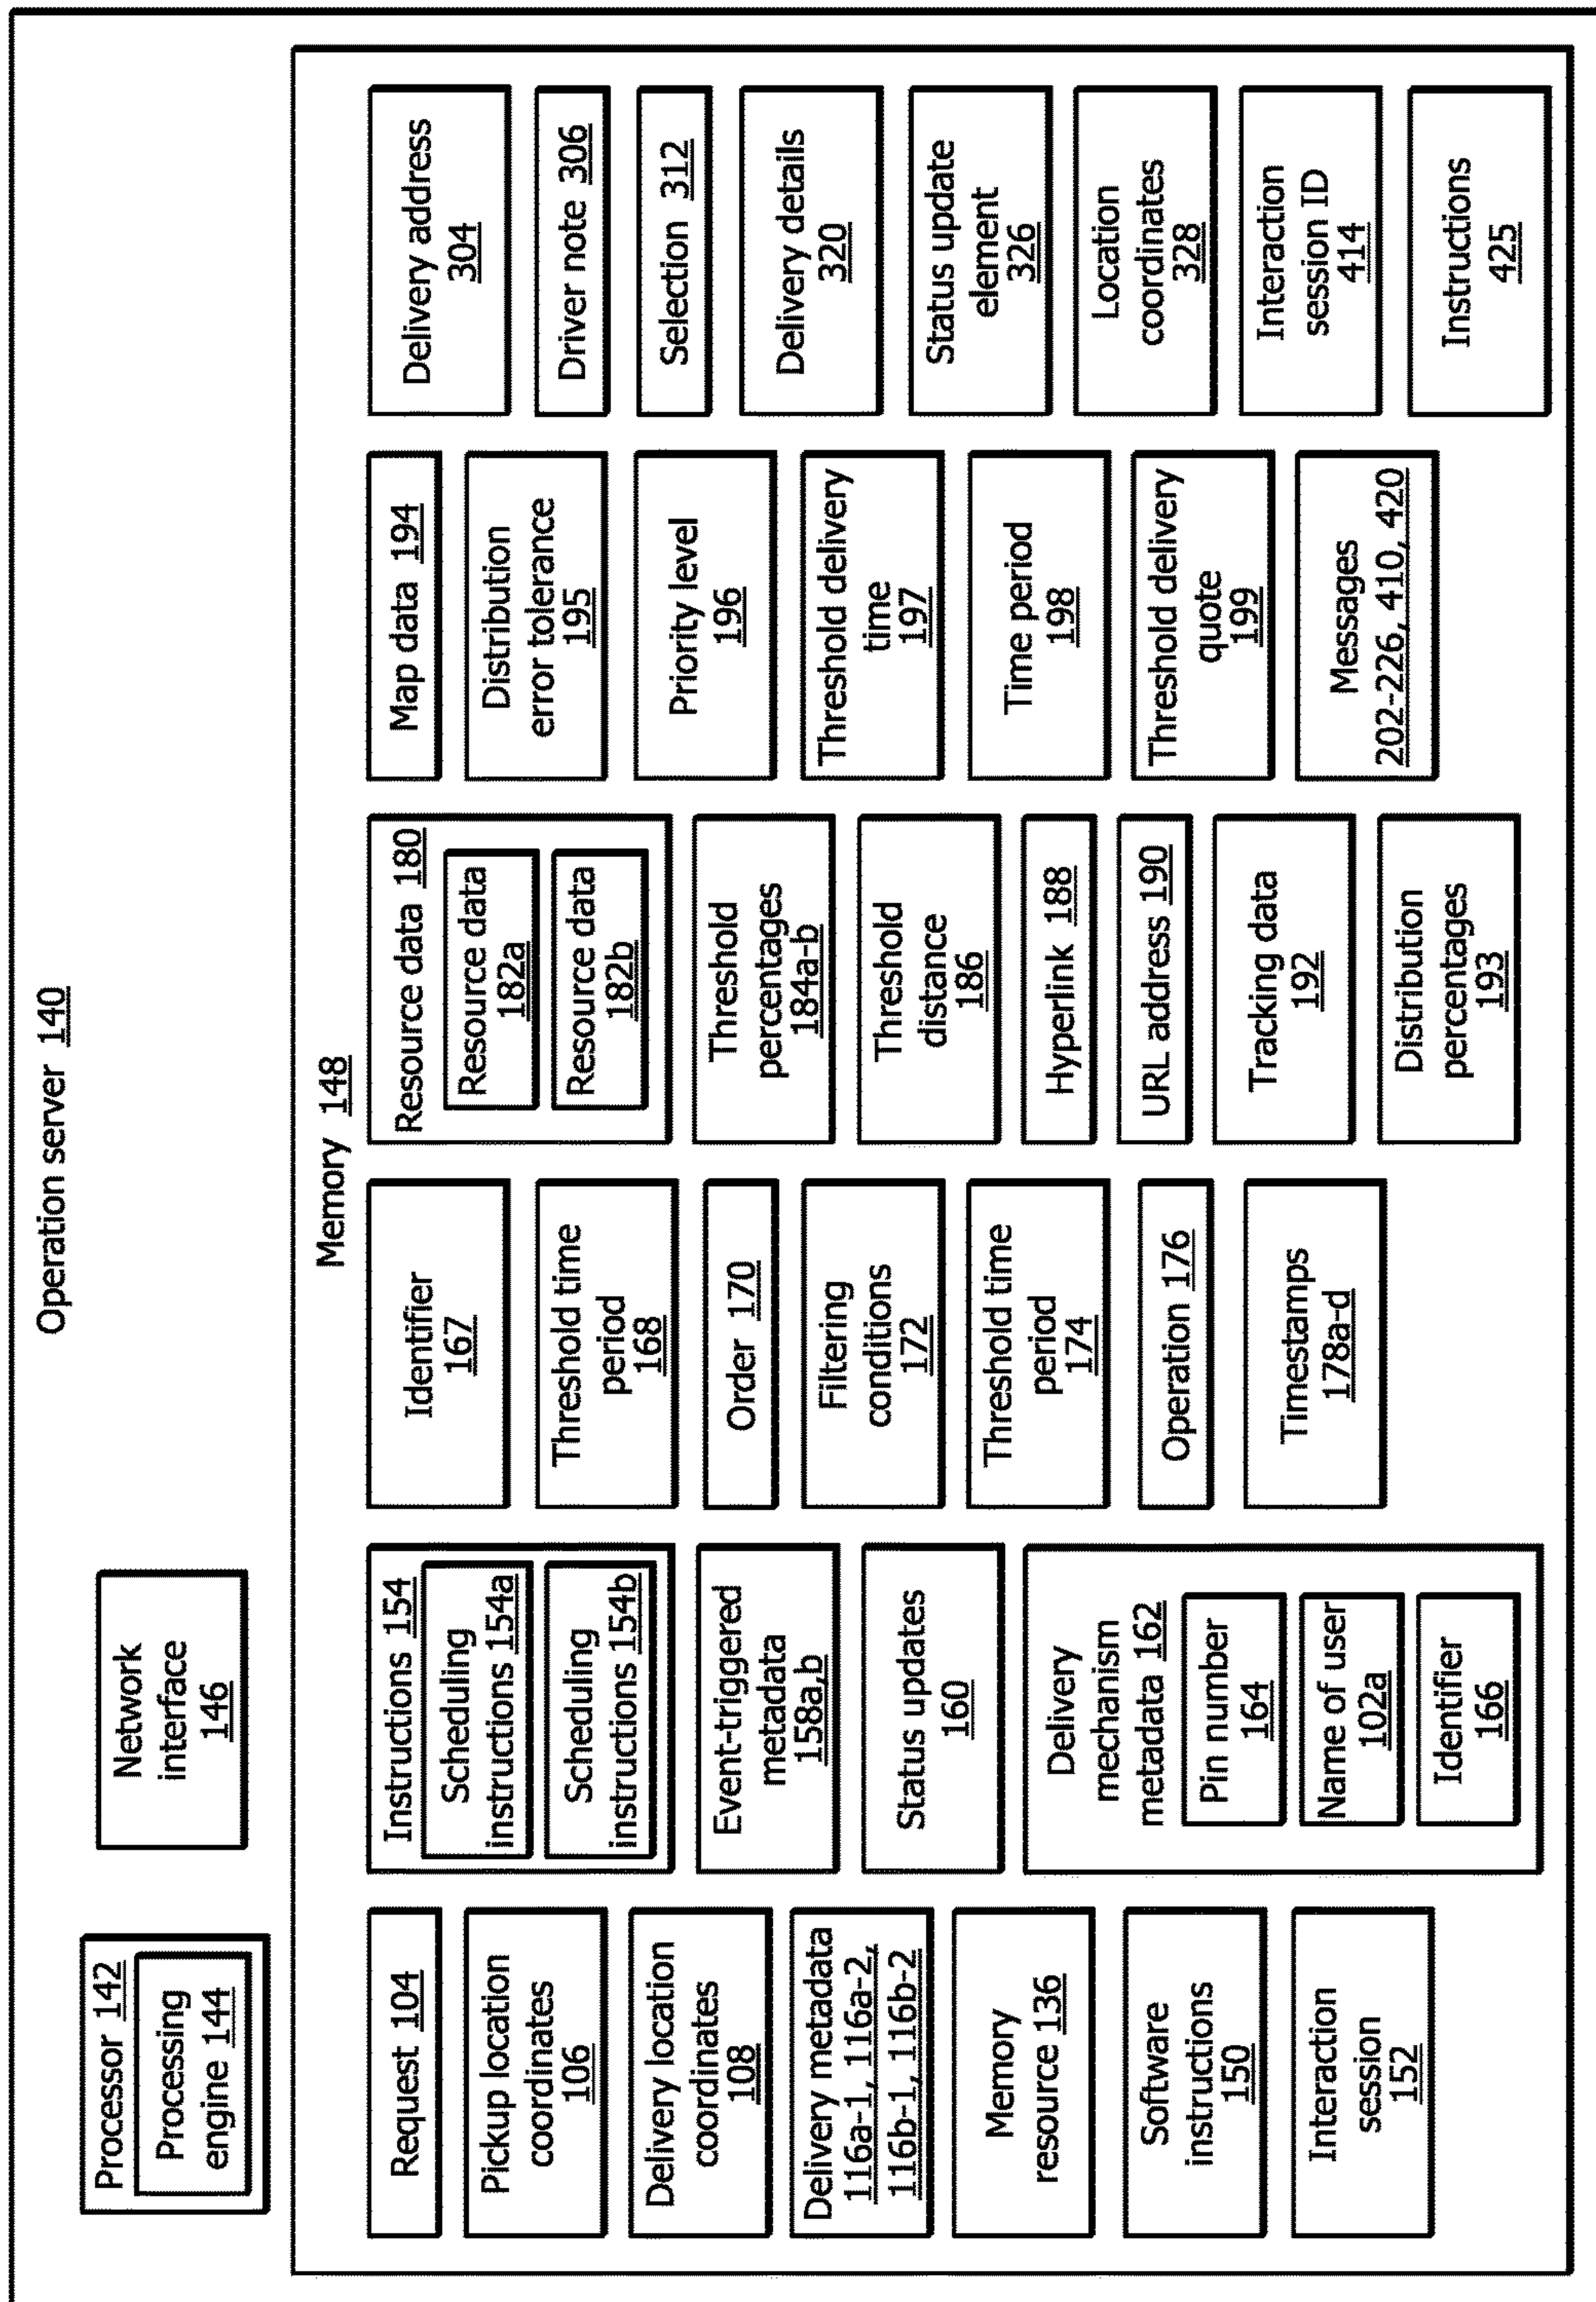 Operation server 140
Processor 142
Processing
engine 144
Network
interface
146
Memory 148
Request 104
Pickup location
coordinates
106
Delivery location
coordinates
108
Delivery metadata
116a-1, 116a-2,
116b-1, 116b-2
Memory
resource 136
Software
instructions
150
Interaction
session
152
Instructions 154
Scheduling
instructions 154a
Scheduling
instructions 154b
Event-triggered
metadata
158a,b
Status updates
160
Delivery
mechanism
metadata 162
Pin number
164
Name of user
102a
Identifier
166
Identifier
167
Threshold time
period
168
Order 170
Filtering
conditions
172
Threshold time
period
174
Operation 176
Timestamps
178a-d
Resource data 180
Resource data
182a
Resource data
182b
Threshold
percentages
184a-b
Threshold
distance
186
Hyperlink 188
URL address 190
Tracking data
192
Distribution
percentages
193
Map data 194
Distribution
error tolerance
195
Priority level
196
Threshold delivery
time
197
Time period
198
Threshold delivery
quote
199
Messages
202-226, 410, 420
Delivery address
304
Driver note 306
Selection 312
Delivery details
320
Status update
element
326
Location
coordinates
328
Interaction
session ID
414
Instructions
425